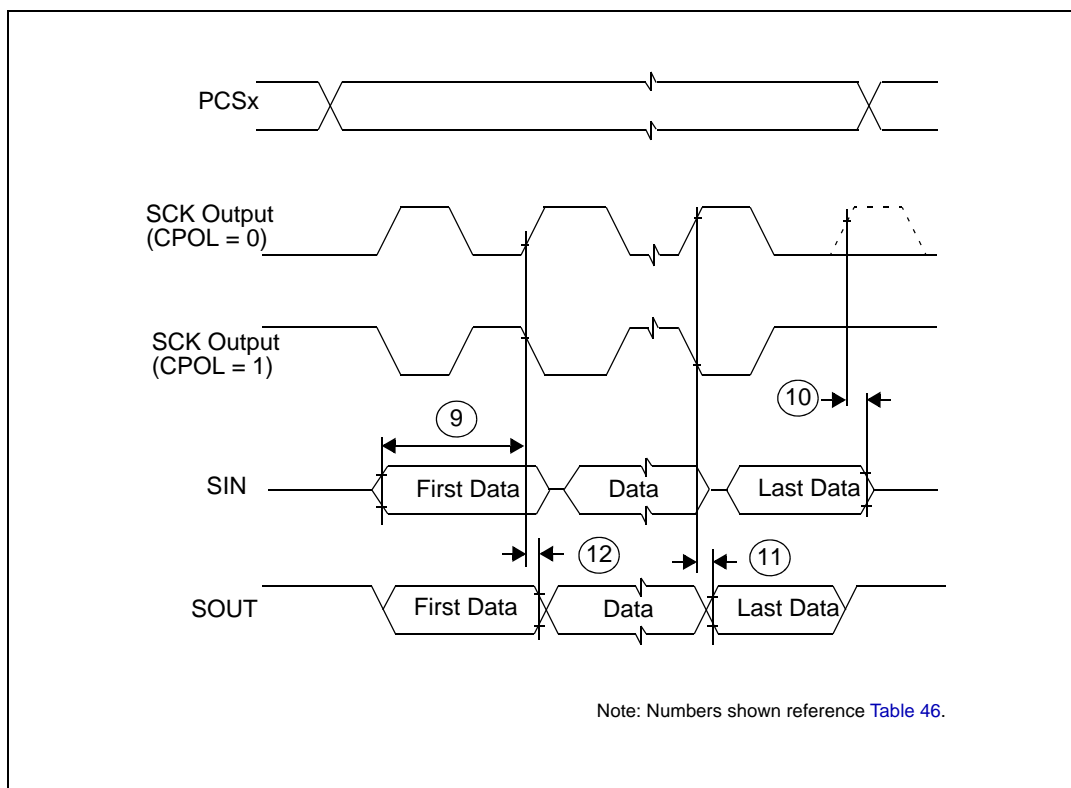 PCSx
SCK Output
(CPOL = 0)
SCK Output
(CPOL = 1)
10
9
SIN
First Data
Data
Last Data
12
11
SOUT
First Data
Data
Last Data
Note: Numbers shown reference Table 46.